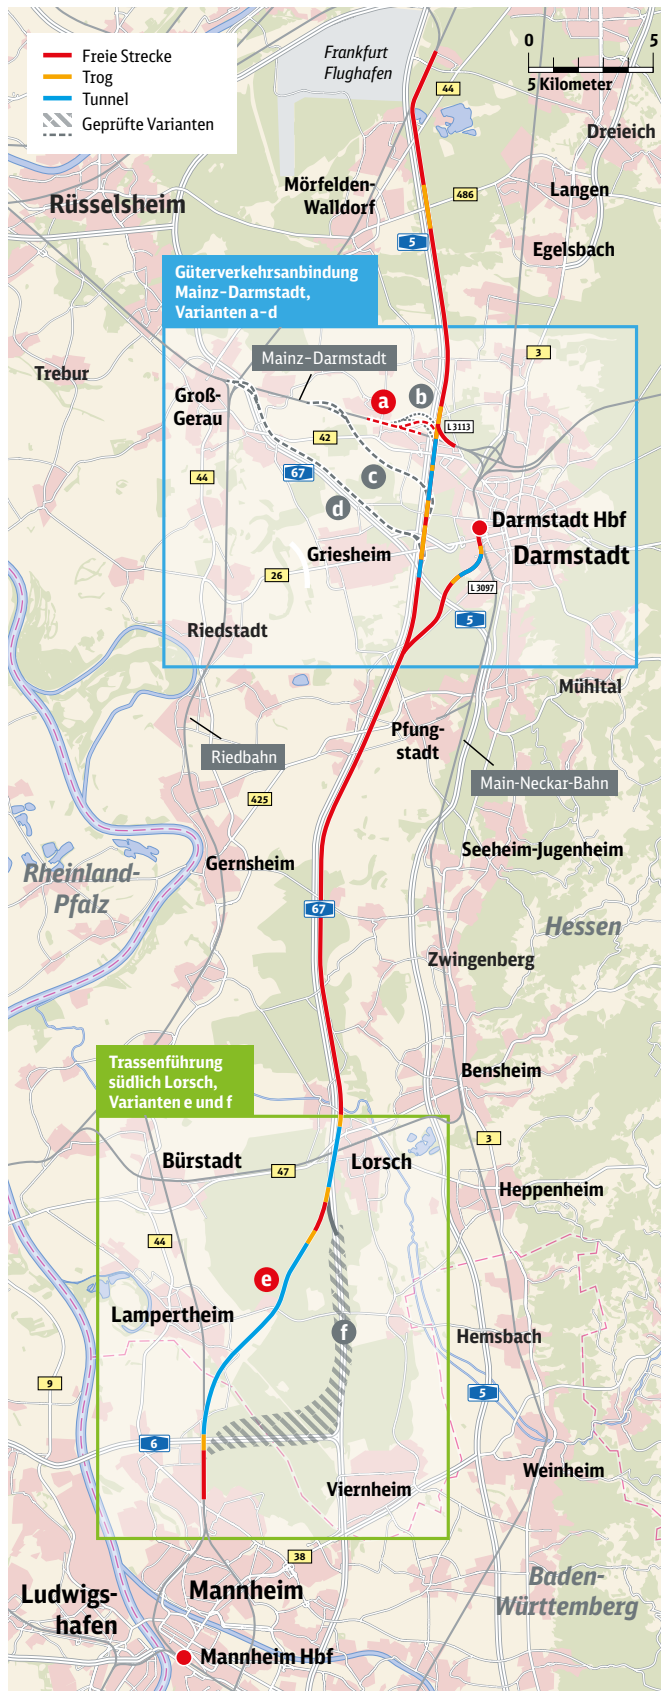 Freie Strecke
Trog
Tunnel
Geprüfte Varianten
Frankfurt
Flughafen
0
5
5 Kilometer
44
Dreieich
Mörfelden-
Walldorf
486
Langen
Rüsselsheim
5
Egelsbach
Güterverkehrsanbindung
Mainz–Darmstadt,
Varianten a–d
Mainz–Darmstadt
3
Trebur
Groß-
Gerau
a
b
L 3113
42
67
44
c
d
Darmstadt Hbf
Darmstadt
Griesheim
26
L 3097
5
Riedstadt
Mühltal
Pfung-
stadt
Riedbahn
Main-Neckar-Bahn
425
Gernsheim
Seeheim-Jugenheim
Rheinland-
Pfalz
67
Hessen
Zwingenberg
Trassenführung
südlich Lorsch,
Varianten e und f
Bensheim
Bürstadt
47
Lorsch
3
Heppenheim
44
e
Lampertheim
f
Hemsbach
9
5
6
Weinheim
Viernheim
38
Baden-
Württemberg
Ludwigs-
hafen
Mannheim
Mannheim Hbf